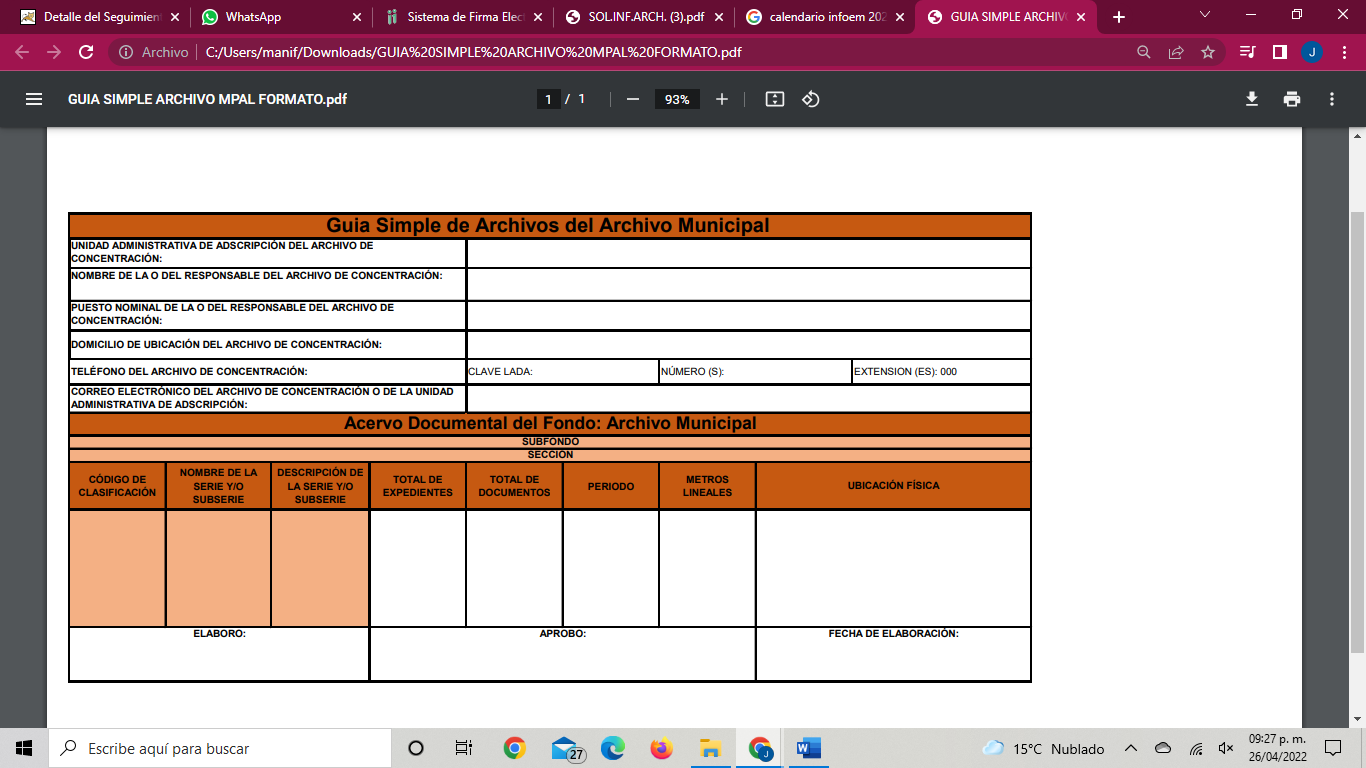 Detalle del Seguimien
WhatsApp
Sistema de Firma Elec
SOL.INF.ARCH. (3).pdf
calendario infoem 202
GUIA SIMPLE ARCHIV
Archivo
C:/Users/manif/Downloads/GUIA%20SIMPLE%20ARCHIVO%20MPAL%20FORMATO.pdf
J
GUIA SIMPLE ARCHIVO MPAL FORMATO.pdf
1 / 1
93%
Guia Simple de Archivos del Archivo Municipal
UNIDAD ADMINISTRATIVA DE ADSCRIPCIÓN DEL ARCHIVO DE
CONCENTRACIÓN:
NOMBRE DE LA O DEL RESPONSABLE DEL ARCHIVO DE CONCENTRACIÓN:
PUESTO NOMINAL DE LA O DEL RESPONSABLE DEL ARCHIVO DE
CONCENTRACIÓN:
DOMICILIO DE UBICACIÓN DEL ARCHIVO DE CONCENTRACIÓN:
TELÉFONO DEL ARCHIVO DE CONCENTRACIÓN:
CLAVE LADA:
NÚMERO (S):
EXTENSION (ES): 000
CORREO ELECTRÓNICO DEL ARCHIVO DE CONCENTRACIÓN O DE LA UNIDAD
ADMINISTRATIVA DE ADSCRIPCIÓN:
Acervo Documental del Fondo: Archivo Municipal
SUBFONDO
SECCIÓN
CÓDIGO DE
CLASIFICACIÓN
NOMBRE DE LA
SERIE Y/O
SUBSERIE
DESCRIPCIÓN DE
LA SERIE Y/O
SUBSERIE
TOTAL DE
EXPEDIENTES
TOTAL DE
DOCUMENTOS
PERIODO
METROS
LINEALES
UBICACIÓN FÍSICA
ELABORO:
APROBO:
FECHA DE ELABORACIÓN:
Escribe aquí para buscar
27
J
15°C Nublado
09:27 p. m.
26/04/2022